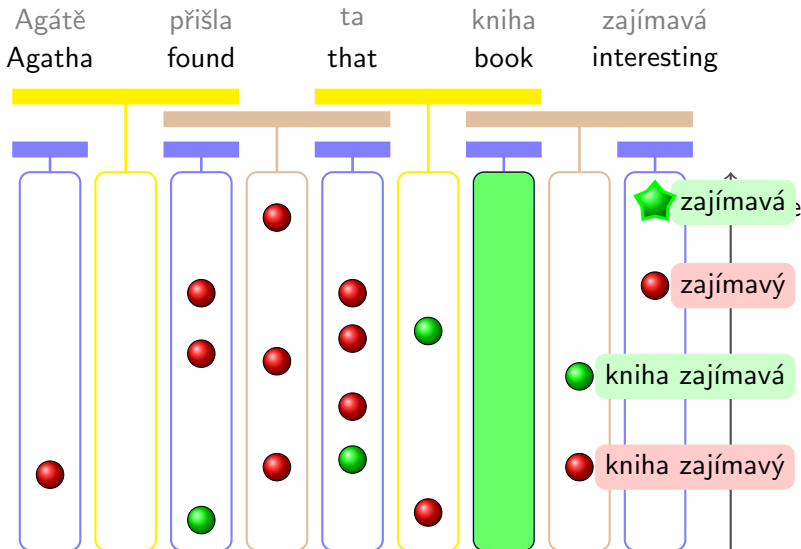 Agátě přišla ta kniha zajímavá
Agatha found that book interesting
zajímavá
zajímavý
kniha zajímavá
kniha zajímavý